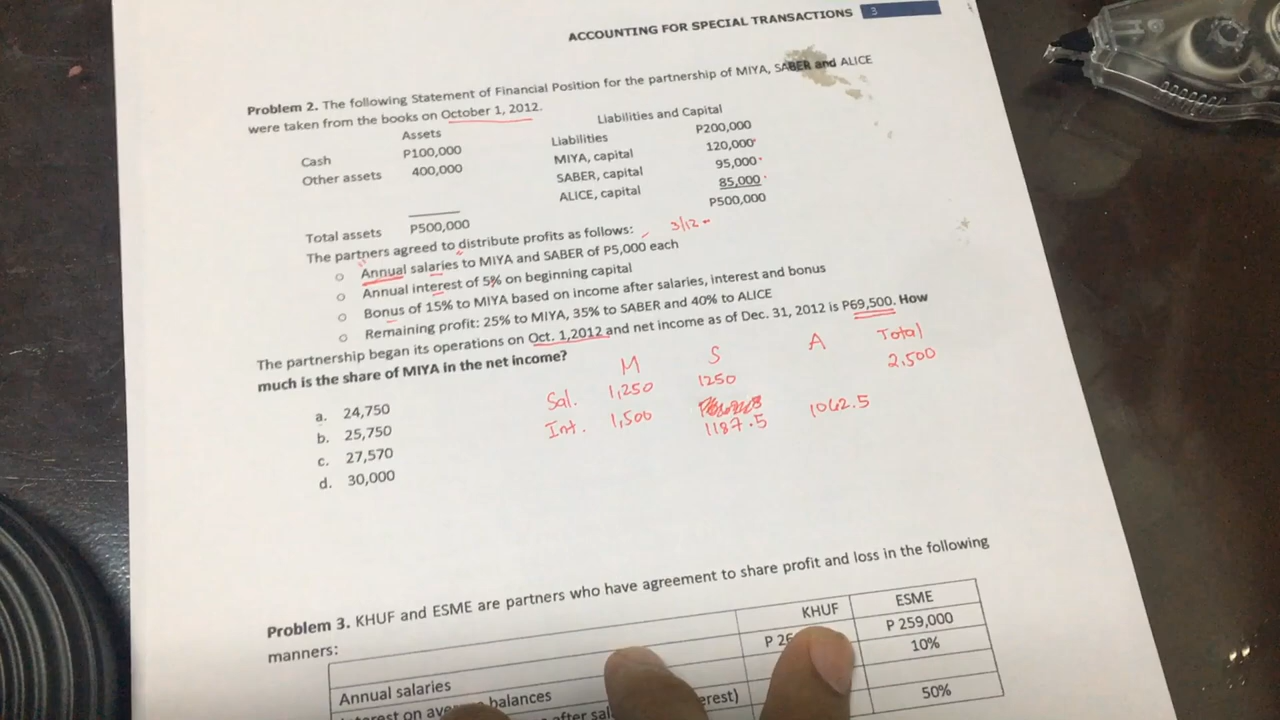 ACCOUNTING FOR SPECIAL TRANSACTIONS 3
Problem 2. The following Statement of Financial Position for the partnership of MIYA, SABER and ALICE
were taken from the books on October 1, 2012.
Assets Liabilities and Capital
Cash P100,000 Liabilities P200,000
Other assets 400,000 MIYA, capital 120,000
SABER, capital 95,000
ALICE, capital 85,000
Total assets P500,000 P500,000
The partners agreed to distribute profits as follows: 3/12
o Annual salaries to MIYA and SABER of P5,000 each
o Annual interest of 5% on beginning capital
o Bonus of 15% to MIYA based on income after salaries, interest and bonus
o Remaining profit: 25% to MIYA, 35% to SABER and 40% to ALICE
The partnership began its operations on Oct. 1,2012 and net income as of Dec. 31, 2012 is P69,500. How
much is the share of MIYA in the net income?
M S A Total
Sal. 1,250 1250 2,500
Int. 1,500 1187.5 1062.5
a. 24,750
b. 25,750
c. 27,570
d. 30,000
Problem 3. KHUF and ESME are partners who have agreement to share profit and loss in the following
manners:
KHUF ESME
Annual salaries P 26 P 259,000
balances 10%
erest) 50%